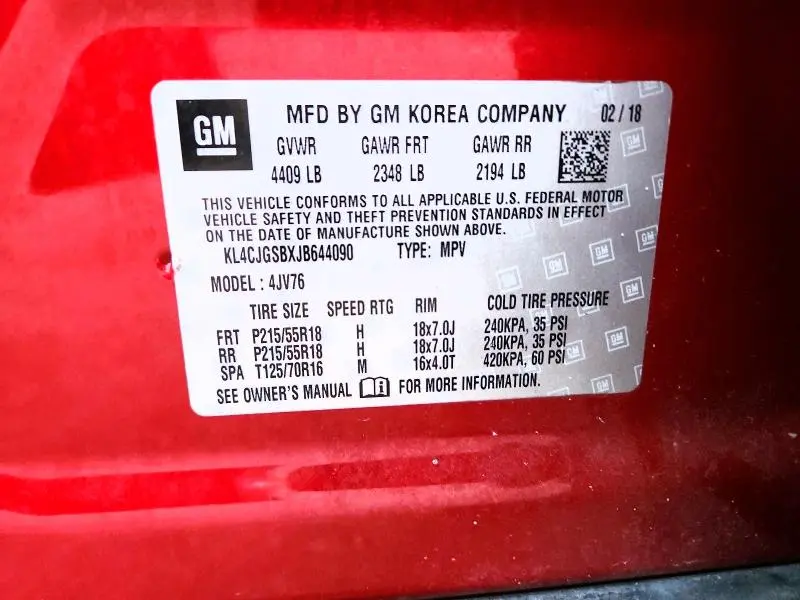 GM MFD BY GM KOREA COMPANY 02/18
GVWR GAWR FRT GAWR RR
4409 LB 2348 LB 2194 LB
THIS VEHICLE CONFORMS TO ALL APPLICABLE U.S. FEDERAL MOTOR
VEHICLE SAFETY AND THEFT PREVENTION STANDARDS IN EFFECT
ON THE DATE OF MANUFACTURE SHOWN ABOVE.
KL4CJGSBXJB644090 TYPE: MPV
MODEL : 4JV76
TIRE SIZE SPEED RTG RIM COLD TIRE PRESSURE
FRT P215/55R18 H 18x7.0J 240KPA, 35 PSI
RR P215/55R18 H 18x7.0J 240KPA, 35 PSI
SPA T125/70R16 M 16x4.0T 420KPA, 60 PSI
SEE OWNER'S MANUAL FOR MORE INFORMATION.